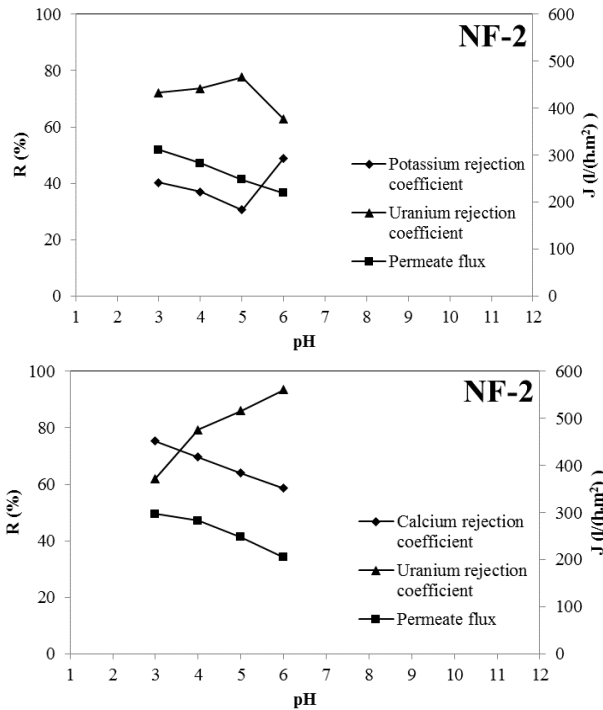 NF-2
100
80
60
40
20
0
R (%)
600
500
400
300
200
100
0
J (l/(h.m²) )
Potassium rejection
coefficient
Uranium rejection
coefficient
Permeate flux
1 2 3 4 5 6 7 8 9 10 11 12
pH
NF-2
100
80
60
40
20
0
R (%)
600
500
400
300
200
100
0
J (l/(h.m²) )
Calcium rejection
coefficient
Uranium rejection
coefficient
Permeate flux
1 2 3 4 5 6 7 8 9 10 11 12
pH